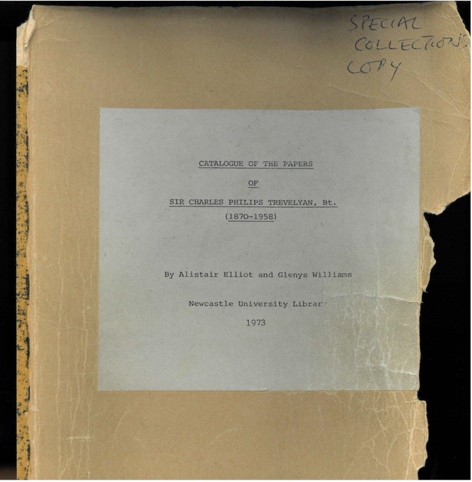 SPECIAL
COLLECTIONS
COPY
CATALOGUE OF THE PAPERS
OF
SIR CHARLES PHILIPS TREVELYAN, Bt.
(1870-1958)
By Alistair Elliot and Glenys Williams
Newcastle University Library
1973